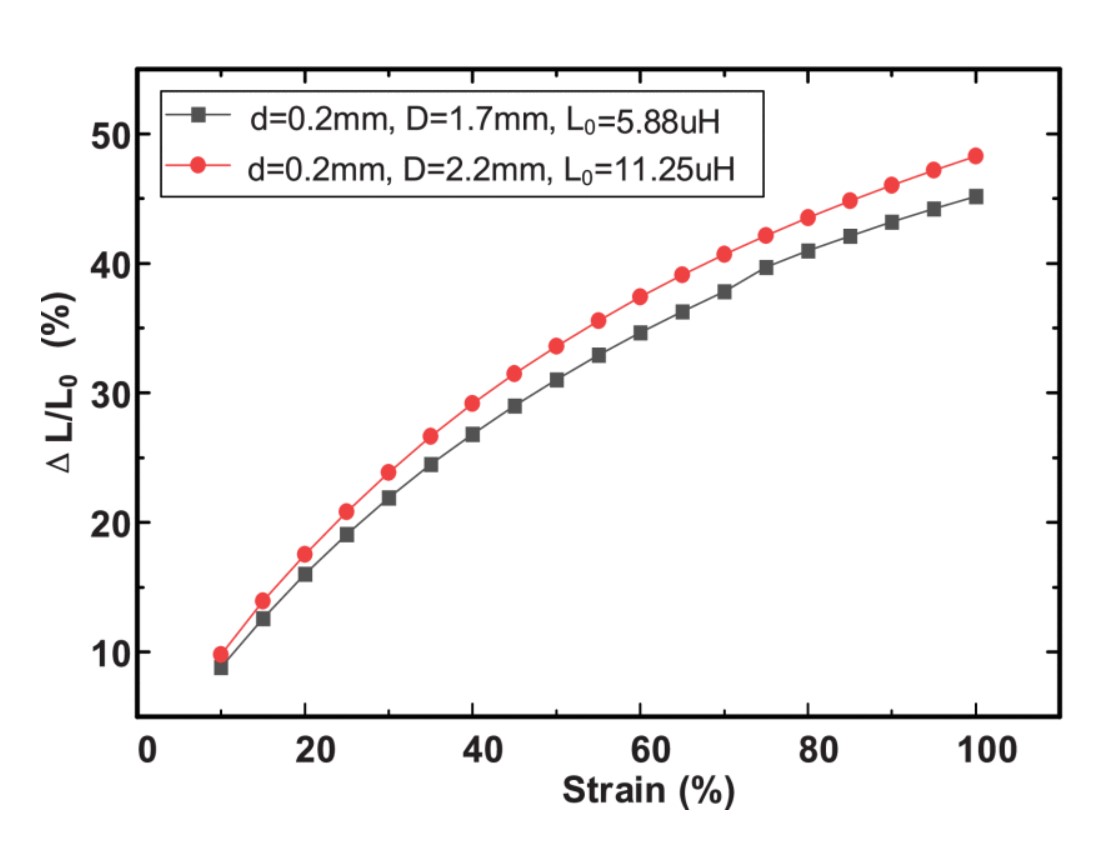 d=0.2mm, D=1.7mm, L₀=5.88uH
d=0.2mm, D=2.2mm, L₀=11.25uH
50
40
30
20
10
Δ L/L₀ (%)
0 20 40 60 80 100
Strain (%)